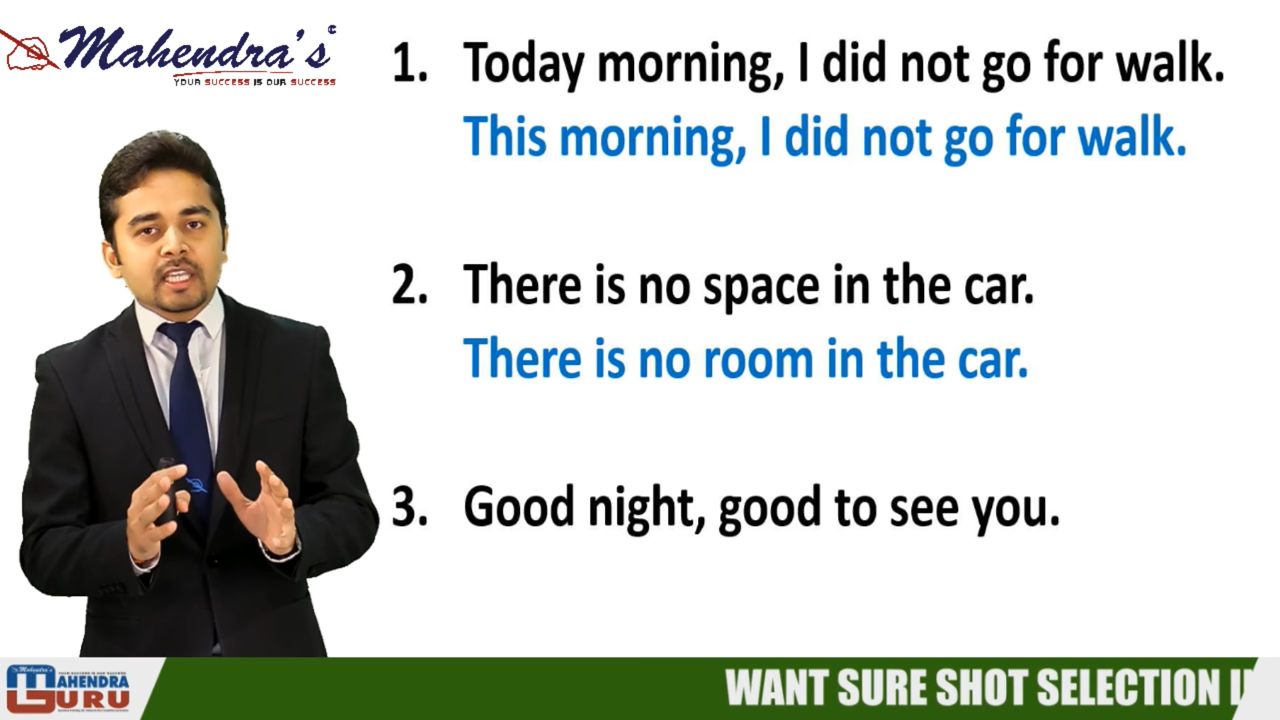 Mahendra's
YOUR SUCCESS IS OUR SUCCESS
1. Today morning, I did not go for walk.
This morning, I did not go for walk.
2. There is no space in the car.
There is no room in the car.
3. Good night, good to see you.
Mahendra's
MAHENDRA
GURU
WANT SURE SHOT SELECTION